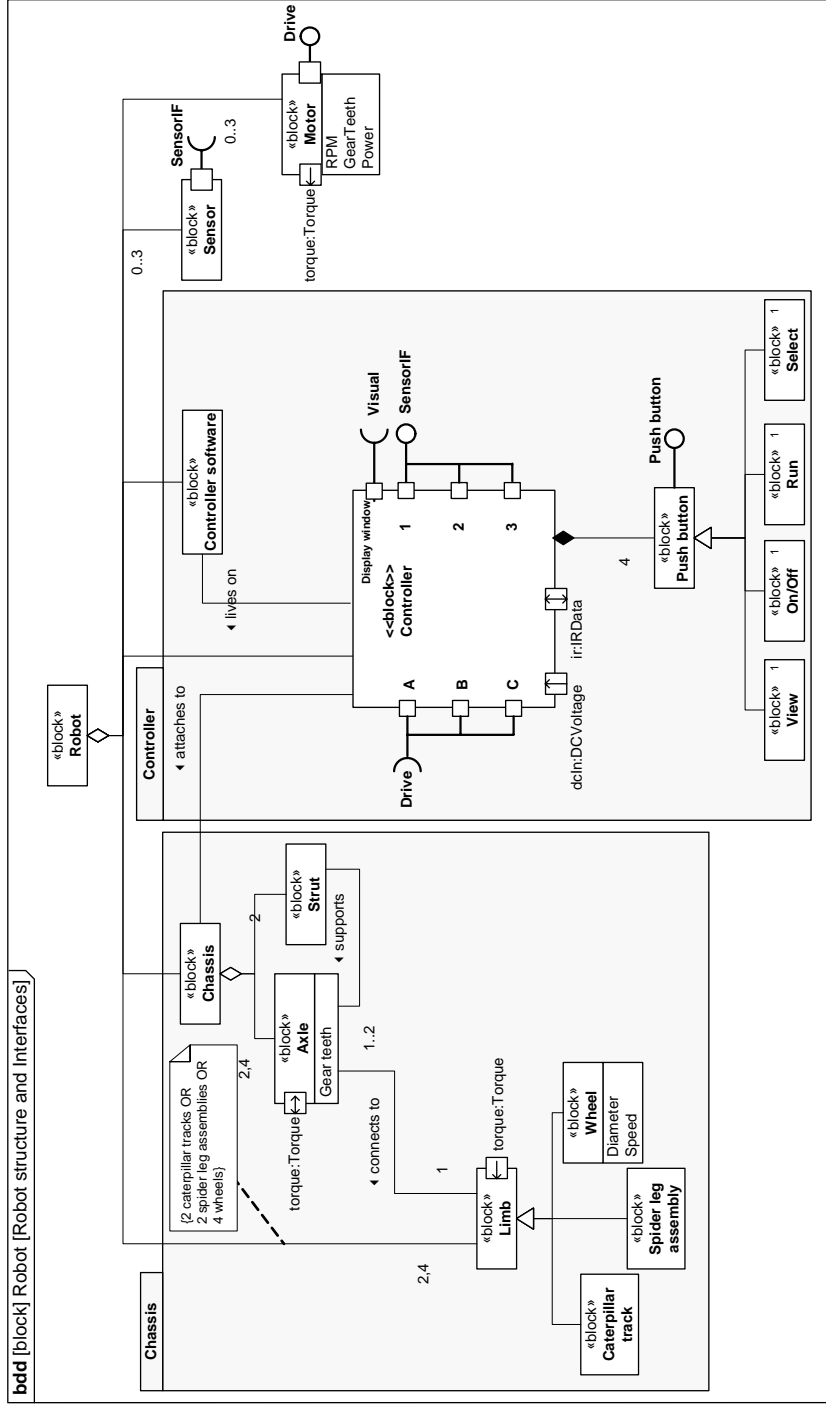 bdd [block] Robot [Robot structure and Interfaces]
«block»
Robot
Chassis
{2 caterpillar tracks OR
2 spider leg assemblies OR
4 wheels}
2,4
2,4
«block»
Chassis
2
«block»
Strut
supports
«block»
Axle
Gear teeth
torque:Torque
1..2
connects to
1
torque:Torque
«block»
Limb
«block»
Caterpillar
track
«block»
Spider leg
assembly
«block»
Wheel
Diameter
Speed
Controller
attaches to
lives on
«block»
Controller software
<<block>>
Controller
Display window
Visual
A
B
C
Drive
1
2
3
SensorIF
dcIn:DCVoltage
ir:IRData
4
«block»
Push button
Push button
«block» 1
View
«block» 1
On/Off
«block» 1
Run
«block» 1
Select
0..3
«block»
Sensor
SensorIF
0..3
«block»
Motor
RPM
GearTeeth
Power
torque:Torque
Drive